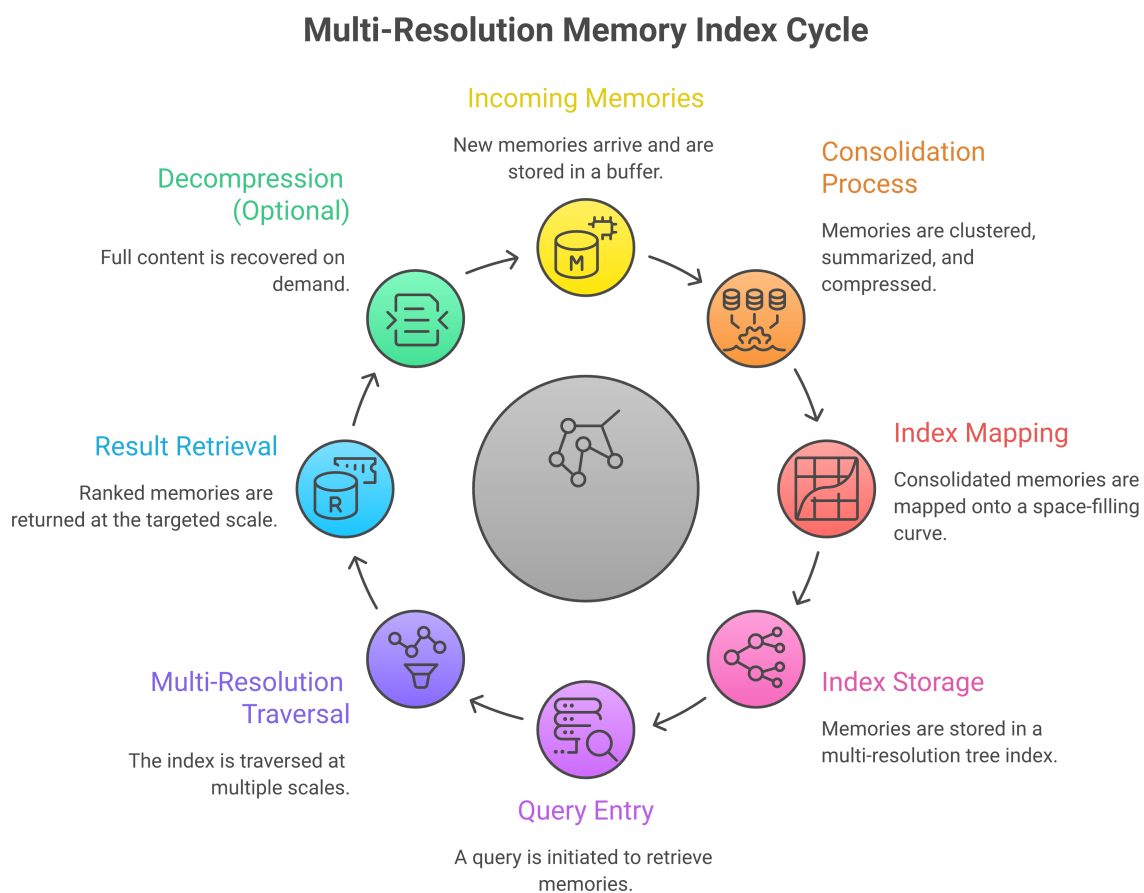 Multi-Resolution Memory Index Cycle
Incoming Memories
New memories arrive and are
stored in a buffer.
M
Consolidation
Process
Memories are clustered,
summarized, and
compressed.
Index Mapping
Consolidated memories are
mapped onto a space-filling
curve.
Index Storage
Memories are stored in a
multi-resolution tree index.
Query Entry
A query is initiated to retrieve
memories.
Multi-Resolution
Traversal
The index is traversed at
multiple scales.
Result Retrieval
Ranked memories are
returned at the targeted scale.
R
Decompression
(Optional)
Full content is recovered on
demand.